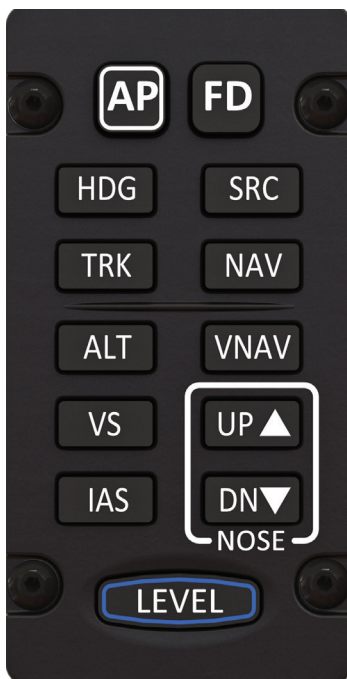 AP FD
HDG SRC
TRK NAV
ALT VNAV
VS UP▲
IAS DN▼
NOSE
LEVEL